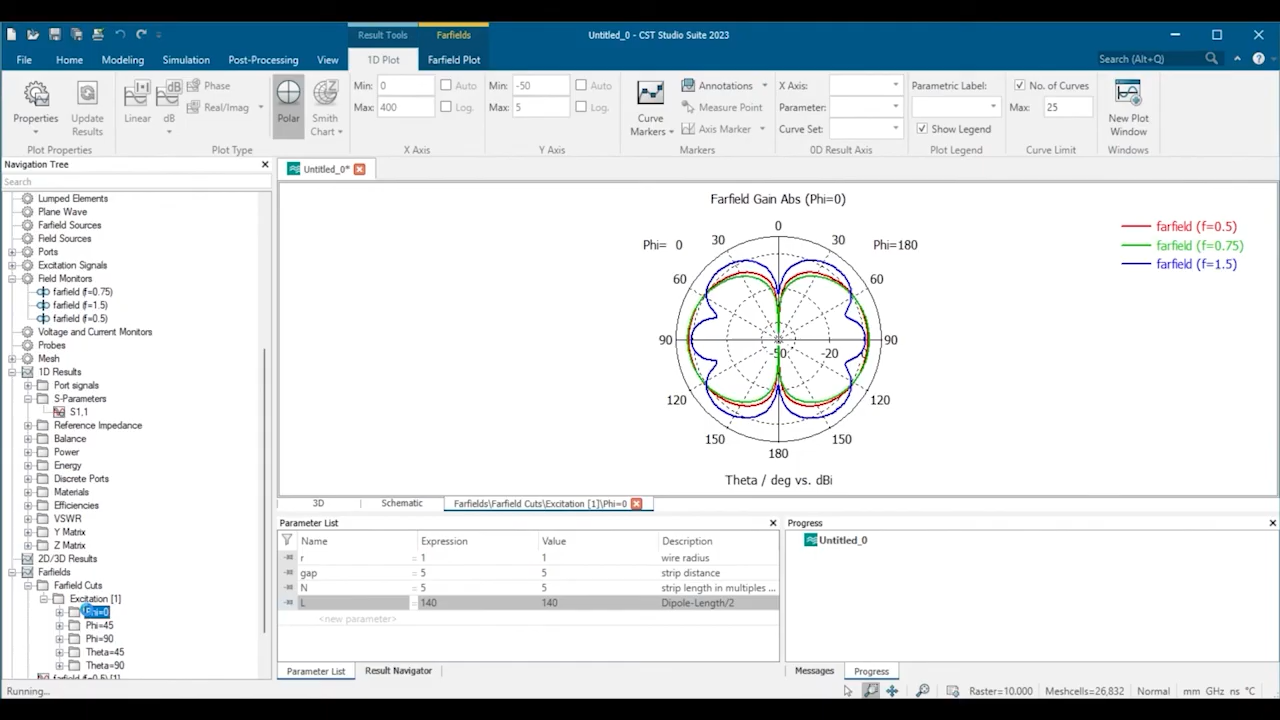 Result Tools
Farfields
Untitled_0 - CST Studio Suite 2023
File
Home
Modeling
Simulation
Post-Processing
View
1D Plot
Farfield Plot
Search (Alt+Q)
Properties
Update Results
Plot Properties
Linear
dB
Phase
Real/Imag
Polar
Smith Chart
Plot Type
Min: 0
Auto
Max: 400
Log.
X Axis
Min: -50
Auto
Max: 5
Log.
Y Axis
Curve Markers
Annotations
Measure Point
Axis Marker
Markers
X Axis:
Parameter:
Curve Set:
0D Result Axis
Parametric Label:
Show Legend
Plot Legend
No. of Curves
Max: 25
Curve Limit
New Plot Window
Windows
Navigation Tree
Search
Lumped Elements
Plane Wave
Farfield Sources
Field Sources
Ports
Excitation Signals
Field Monitors
farfield (f=0.75)
farfield (f=1.5)
farfield (f=0.5)
Voltage and Current Monitors
Probes
Mesh
1D Results
Port signals
S-Parameters
S1,1
Reference Impedance
Balance
Power
Energy
Discrete Ports
Materials
Efficiencies
VSWR
Y Matrix
Z Matrix
2D/3D Results
Farfields
Farfield Cuts
Excitation [1]
Phi=0
Phi=45
Phi=90
Theta=45
Theta=90
farfield (f=0.5) [1]
Untitled_0*
Farfield Gain Abs (Phi=0)
0
Phi= 0
30
30
Phi=180
60
60
90
-50
-20
90
120
120
150
150
180
Theta / deg vs. dBi
farfield (f=0.5)
farfield (f=0.75)
farfield (f=1.5)
3D
Schematic
Farfields\Farfield Cuts\Excitation [1]\Phi=0
Parameter List
Name Expression Value Description
r = 1 1 wire radius
gap = 5 5 strip distance
N = 5 5 strip length in multiples ...
L = 140 140 Dipole-Length/2
<new parameter>
Parameter List
Result Navigator
Progress
Untitled_0
Messages
Progress
Running...
Raster=10.000
Meshcells=26,832
Normal
mm GHz ns °C